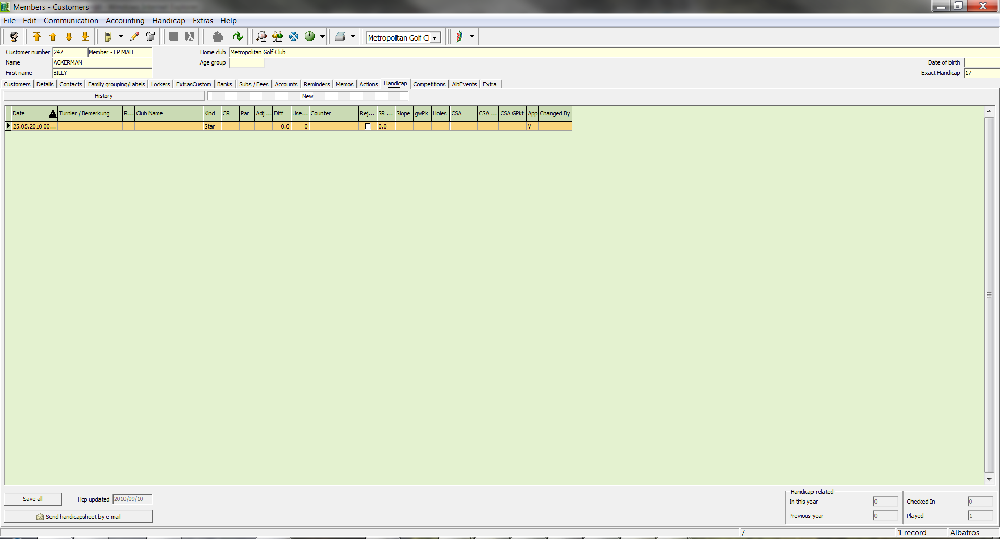 Members - Customers
File Edit Communication Accounting Handicap Extras Help
Metropolitan Golf Cl
Customer number 247 Member - FP MALE Home club Metropolitan Golf Club
Name ACKERMAN Age group Date of birth
First name BILLY Exact Handicap 17
Customers Details Contacts Family grouping/Labels Lockers ExtrasCustom Banks Subs / Fees Accounts Reminders Memos Actions Handicap Competitions AlbEvents Extra
History New
Date 1 Turnier / Bemerkung R... Club Name Kind CR Par Adj ... Diff Use... Counter Rej... SR ... Slope gwPk Holes CSA CSA ... CSA GPkt App Changed By
25.05.2010 00... Star 0.0 0 0.0 V
Handicap-related
Save all Hcp updated 2010/09/10 In this year 0 Checked In 0
Send handicapsheet by e-mail Previous year 0 Played 1
/ 1 record Albatros